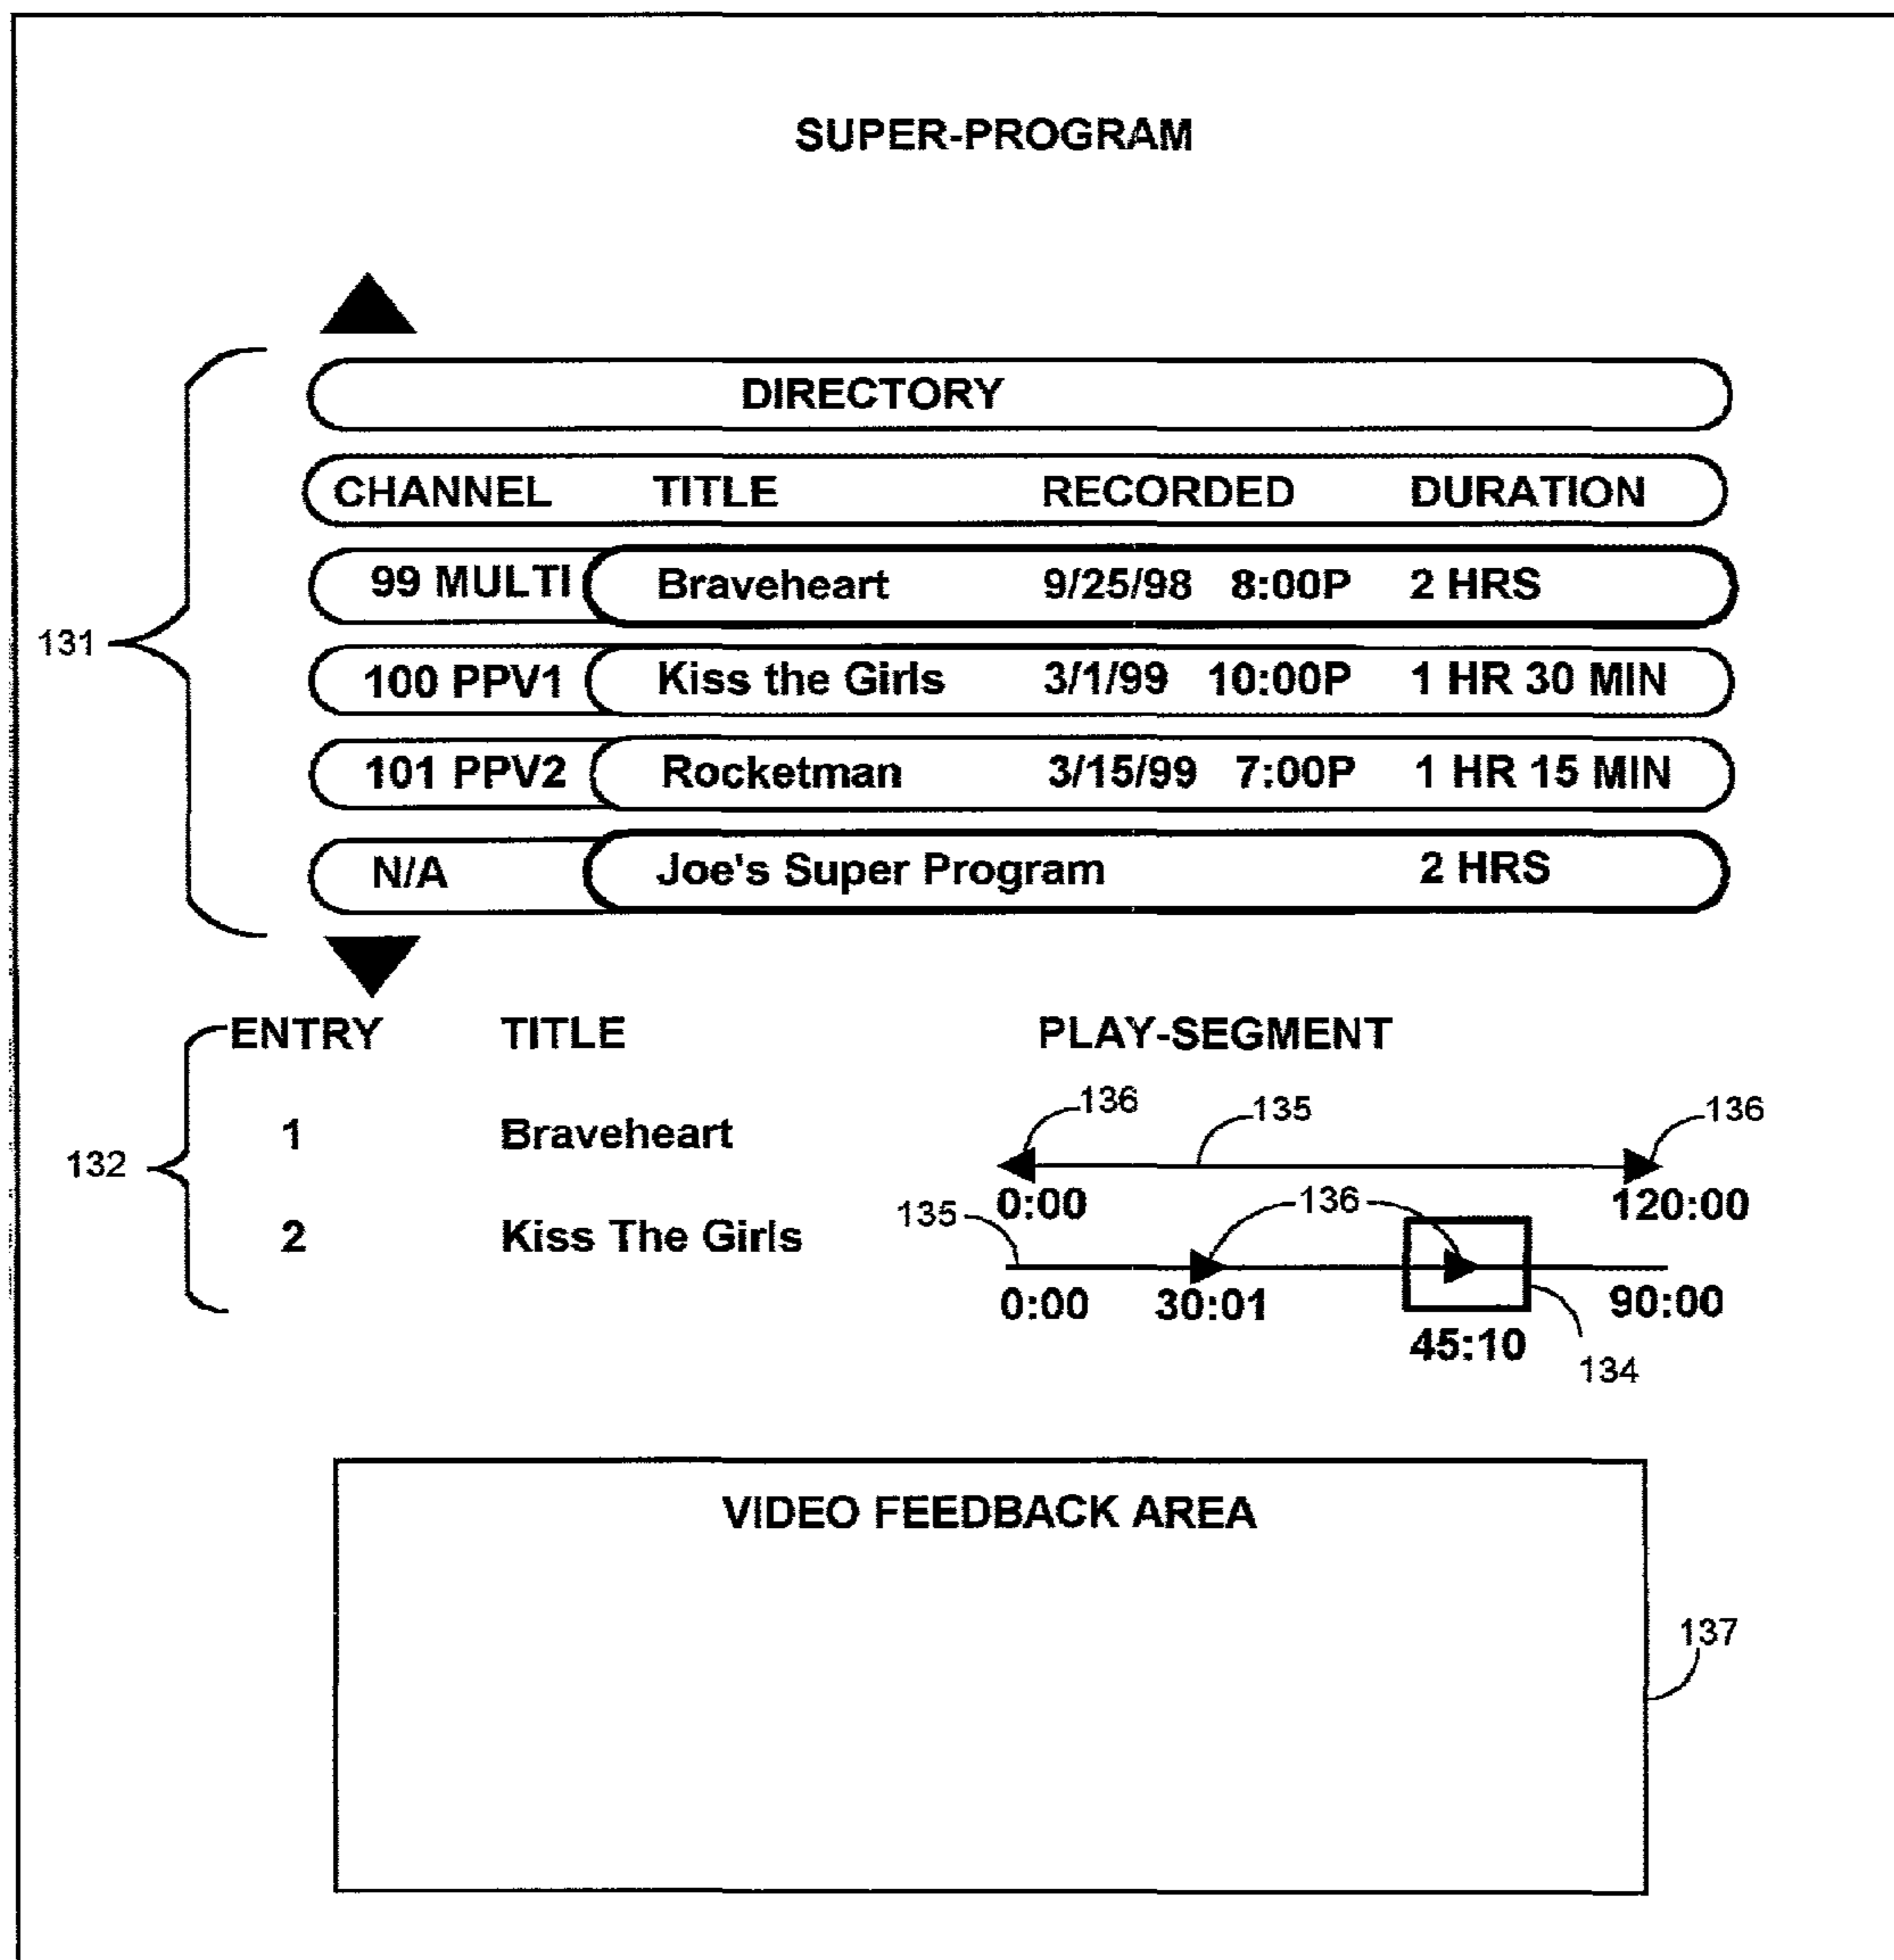 SUPER-PROGRAM
DIRECTORY
CHANNEL TITLE RECORDED DURATION
99 MULTI Braveheart 9/25/98 8:00P 2 HRS
131
100 PPV1 Kiss the Girls 3/1/99 10:00P 1 HR 30 MIN
101 PPV2 Rocketman 3/15/99 7:00P 1 HR 15 MIN
N/A Joe's Super Program 2 HRS
ENTRY TITLE PLAY-SEGMENT
136 135 136
1 Braveheart
132
0:00 120:00
135 136
2 Kiss The Girls
0:00 30:01 90:00
45:10
134
VIDEO FEEDBACK AREA
137